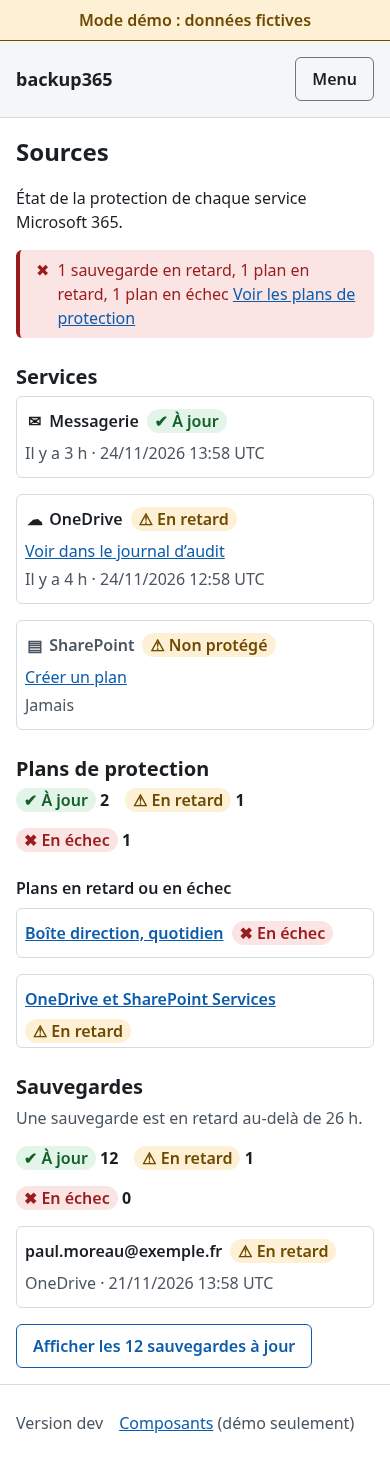 Mode démo : données fictives
backup365
Menu
Sources
État de la protection de chaque service
Microsoft 365.
✖ 1 sauvegarde en retard, 1 plan en
retard, 1 plan en échec Voir les plans de
protection
Services
✉ Messagerie ✔ À jour
Il y a 3 h · 24/11/2026 13:58 UTC
☁ OneDrive ⚠ En retard
Voir dans le journal d’audit
Il y a 4 h · 24/11/2026 12:58 UTC
▤ SharePoint ⚠ Non protégé
Créer un plan
Jamais
Plans de protection
✔ À jour 2 ⚠ En retard 1
✖ En échec 1
Plans en retard ou en échec
Boîte direction, quotidien ✖ En échec
OneDrive et SharePoint Services
⚠ En retard
Sauvegardes
Une sauvegarde est en retard au-delà de 26 h.
✔ À jour 12 ⚠ En retard 1
✖ En échec 0
paul.moreau@exemple.fr ⚠ En retard
OneDrive · 21/11/2026 13:58 UTC
Afficher les 12 sauvegardes à jour
Version dev Composants (démo seulement)